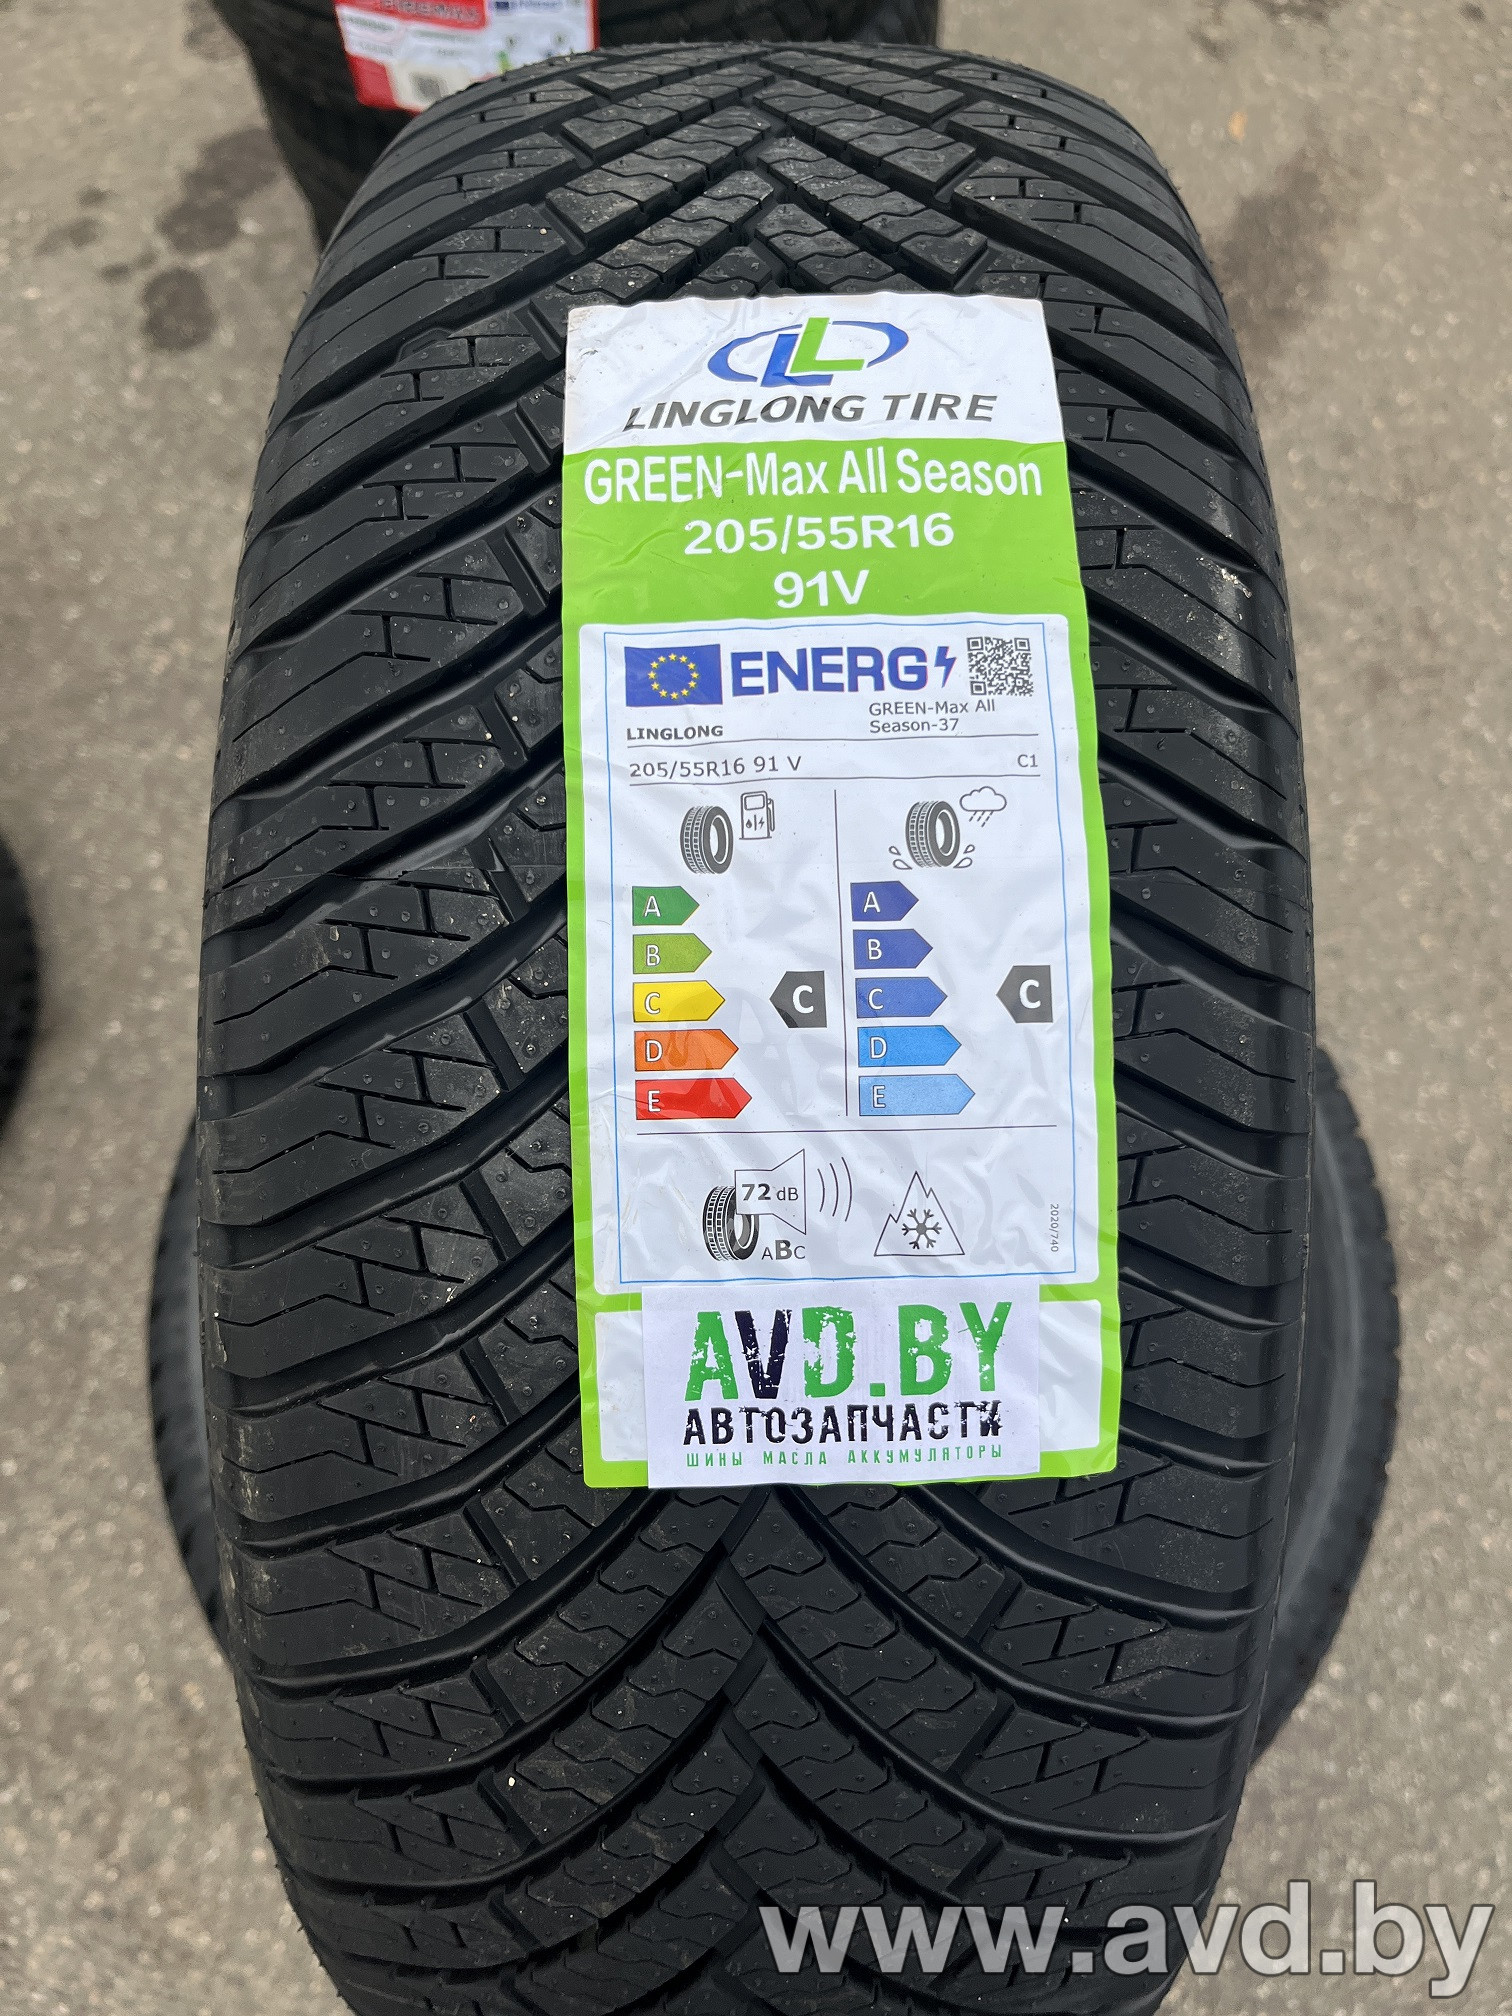 LINGLONG TIRE
GREEN-Max All Season
205/55R16
91V
ENERG
LINGLONG
GREEN-Max All
Season-37
205/55R16 91 V
C1
A
B
C
D
E
C
A
B
C
D
E
C
72 dB
ABC
2020/740
AVD.BY
АВТОЗАПЧАСТИ
ШИНЫ МАСЛА АККУМУЛЯТОРЫ
www.avd.by